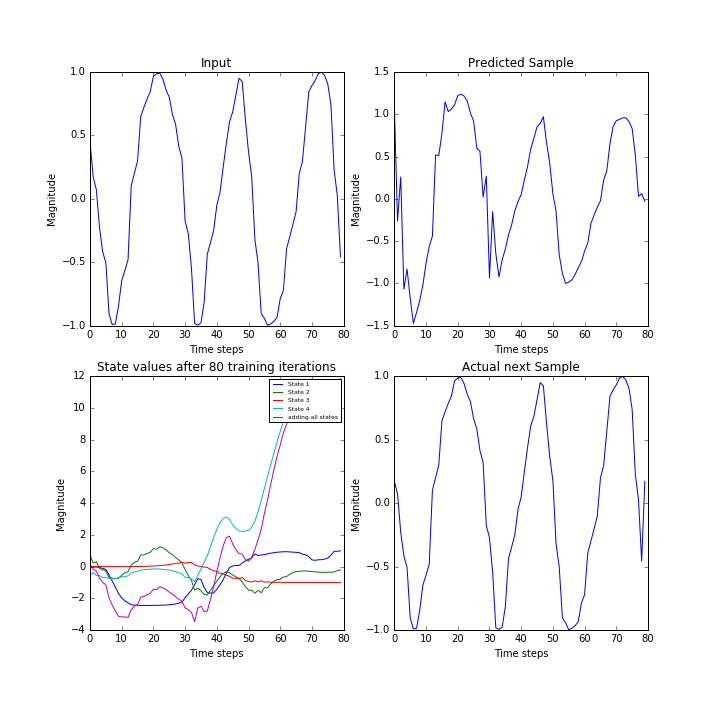 Input
Magnitude
1.0
0.5
0.0
−0.5
−1.0
0 10 20 30 40 50 60 70 80
Time steps
Predicted Sample
Magnitude
1.5
1.0
0.5
0.0
−0.5
−1.0
−1.5
0 10 20 30 40 50 60 70 80
Time steps
State values after 80 training iterations
Magnitude
12
10
8
6
4
2
0
−2
−4
0 10 20 30 40 50 60 70 80
Time steps
State 1
State 2
State 3
State 4
adding all states
Actual next Sample
Magnitude
1.0
0.5
0.0
−0.5
−1.0
0 10 20 30 40 50 60 70 80
Time steps